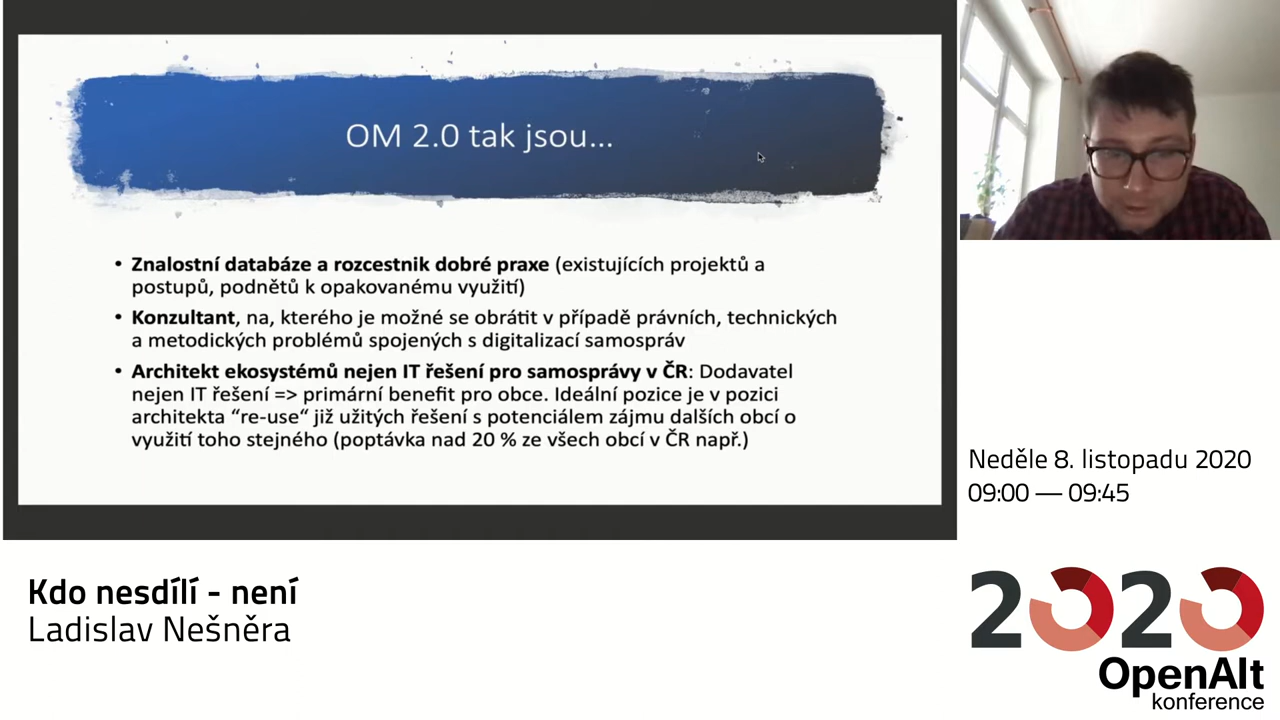 OM 2.0 tak jsou...
• Znalostní databáze a rozcestnik dobré praxe (existujících projektů a
postupů, podnětů k opakovanému využití)
• Konzultant, na, kterého je možné se obrátit v případě právních, technických
a metodických problémů spojených s digitalizací samospráv
• Architekt ekosystémů nejen IT řešení pro samosprávy v ČR: Dodavatel
nejen IT řešení => primární benefit pro obce. Ideální pozice je v pozici
architekta “re-use“ již užitých řešení s potenciálem zájmu dalších obcí o
využití toho stejného (poptávka nad 20 % ze všech obcí v ČR např.)
Neděle 8. listopadu 2020
09:00 — 09:45
Kdo nesdílí - není
Ladislav Nešněra
2020
OpenAlt
konference